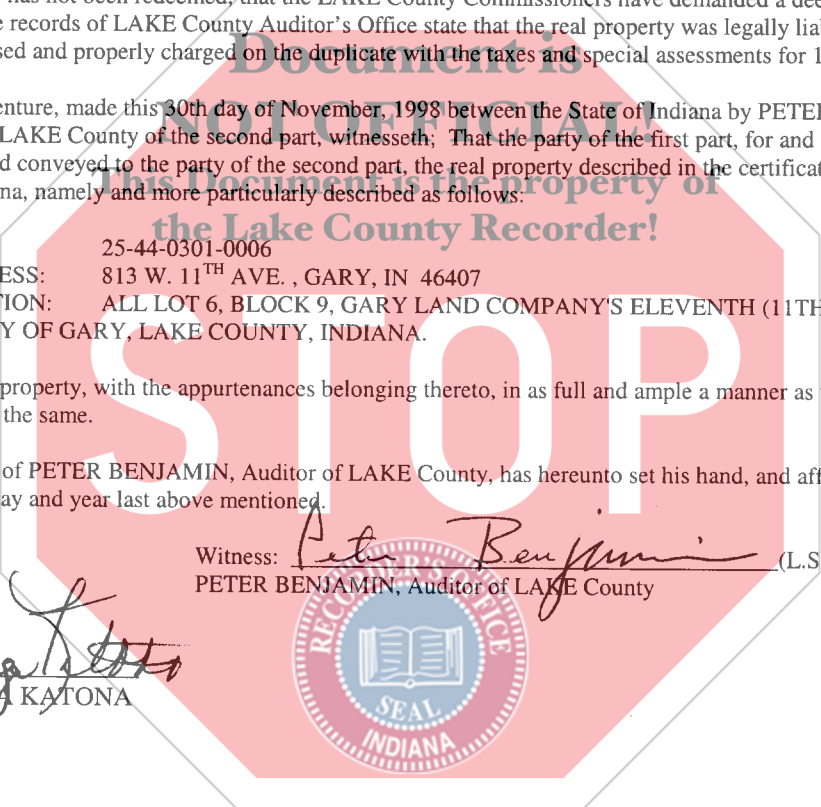 has not been redeemed, that the LAKE County Commissioners have demanded a dee
e records of LAKE County Auditor's Office state that the real property was legally lia
sed and properly charged on the duplicate with the taxes and special assessments for 1
Document is
enture, made this 30th day of November, 1998 between the State of Indiana by PETER
NOT OFFICIAL!
LAKE County of the second part, witnesseth; That the party of the first part, for and
d conveyed to the party of the second part, the real property described in the certificat
This Document is the property of
na, namely and more particularly described as follows:
the Lake County Recorder!
25-44-0301-0006
ESS: 813 W. 11TH AVE. , GARY, IN 46407
TION: ALL LOT 6, BLOCK 9, GARY LAND COMPANY'S ELEVENTH (11TH
Y OF GARY, LAKE COUNTY, INDIANA.
STOP
property, with the appurtenances belonging thereto, in as full and ample a manner as
the same.
of PETER BENJAMIN, Auditor of LAKE County, has hereunto set his hand, and aff
ay and year last above mentioned.
Witness: Peter Benjamin (L.S
PETER BENJAMIN, Auditor of LAKE County
RECORDER'S OFFICE
SEAL
INDIANA
A KATONA